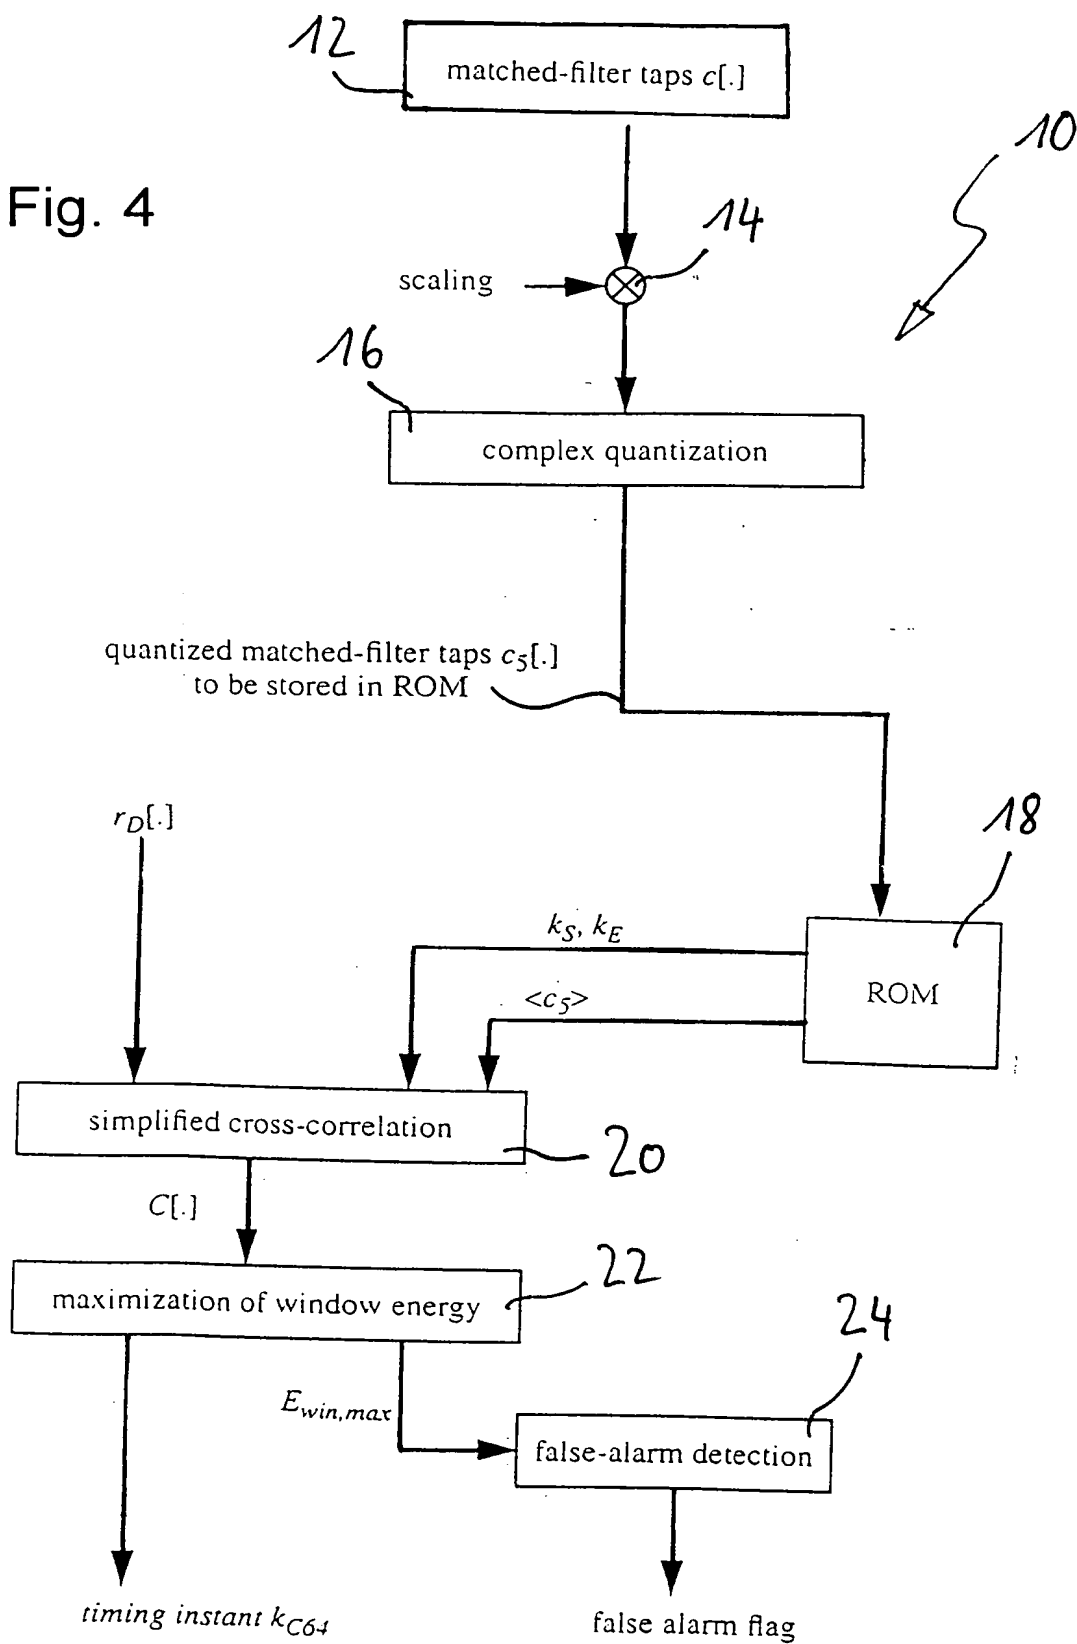 12
matched-filter taps c[.]
10
Fig. 4
14
scaling
16
complex quantization
quantized matched-filter taps c5[.]
to be stored in ROM
rD[.]
18
kS, kE
ROM
<c5>
simplified cross-correlation
20
C[.]
22
maximization of window energy
24
Ewin,max
false-alarm detection
timing instant kC64
false alarm flag